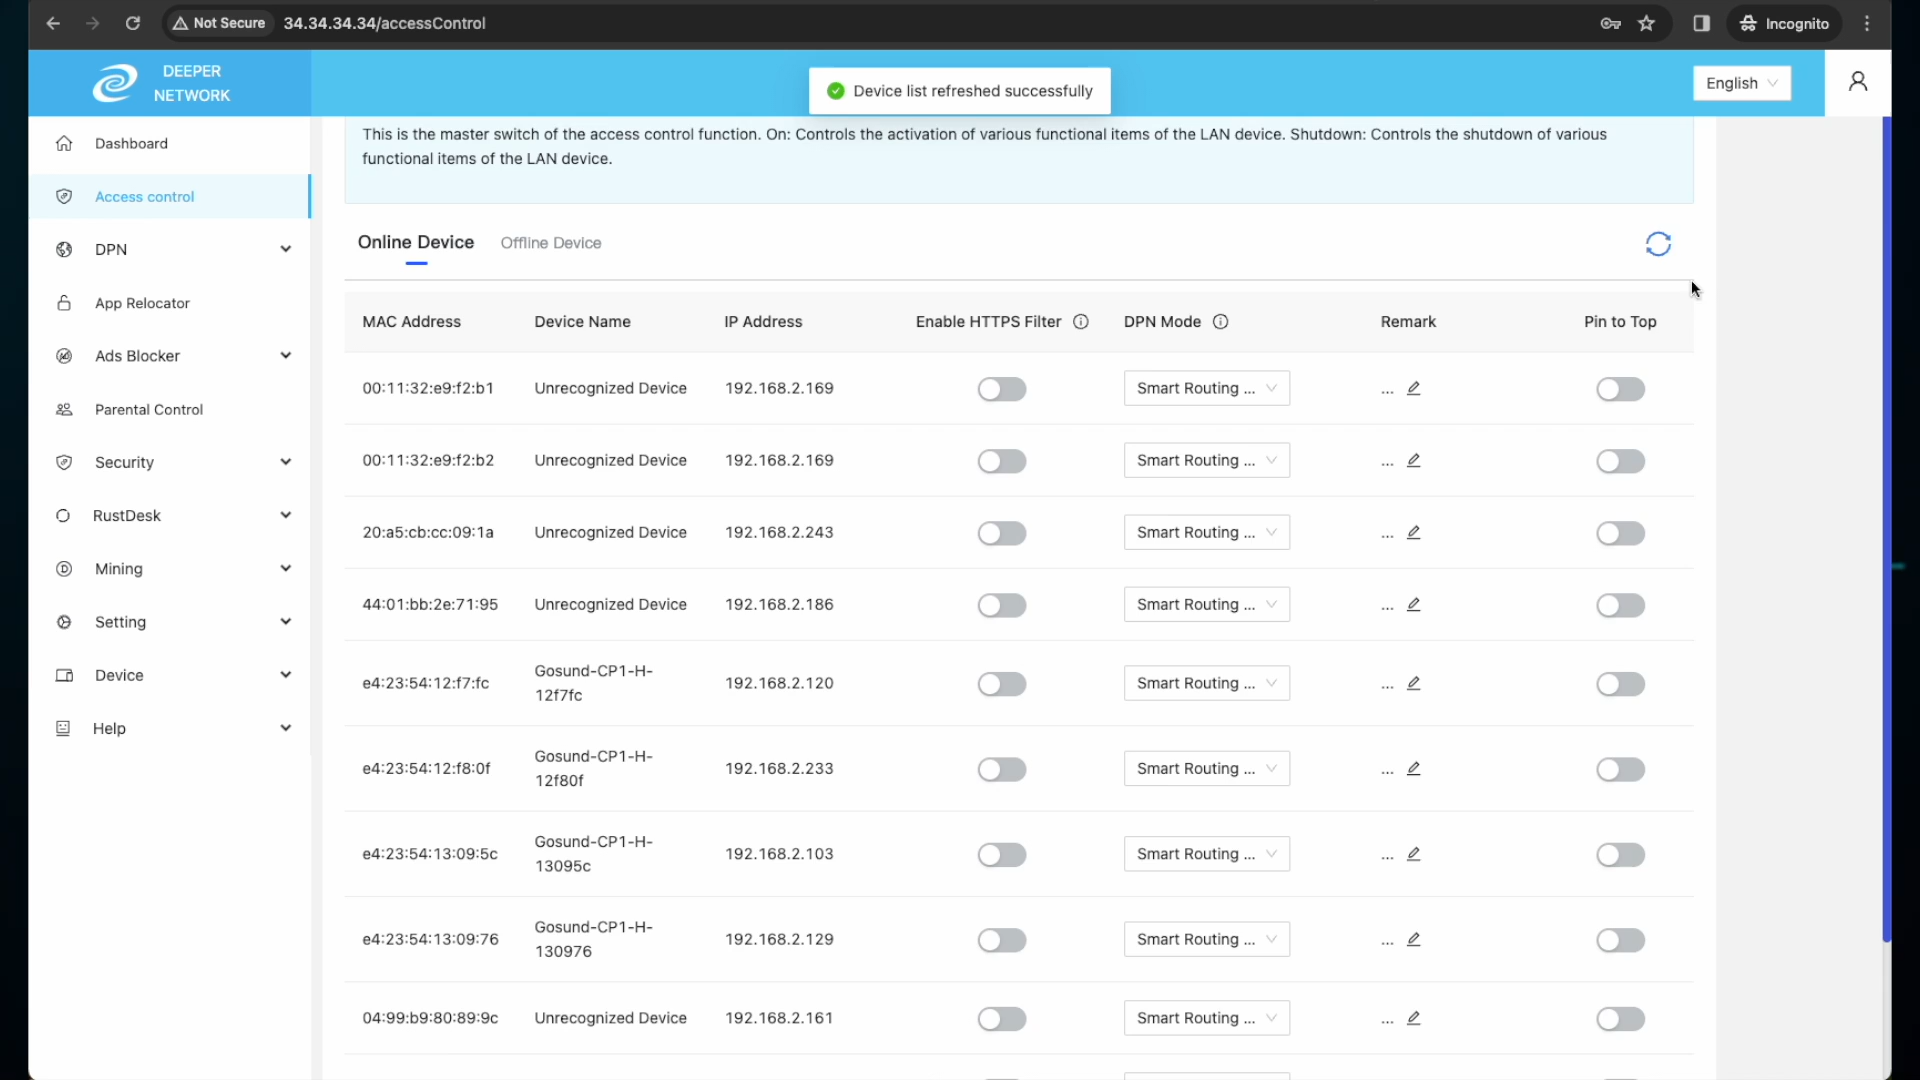 Not Secure 34.34.34.34/accessControl Incognito
DEEPER
NETWORK
Device list refreshed successfully
English
This is the master switch of the access control function. On: Controls the activation of various functional items of the LAN device. Shutdown: Controls the shutdown of various
functional items of the LAN device.
Dashboard
Access control
DPN
App Relocator
Ads Blocker
Parental Control
Security
RustDesk
Mining
Setting
Device
Help
Online Device Offline Device
MAC Address Device Name IP Address Enable HTTPS Filter DPN Mode Remark Pin to Top
00:11:32:e9:f2:b1 Unrecognized Device 192.168.2.169 Smart Routing ... ...
00:11:32:e9:f2:b2 Unrecognized Device 192.168.2.169 Smart Routing ... ...
20:a5:cb:cc:09:1a Unrecognized Device 192.168.2.243 Smart Routing ... ...
44:01:bb:2e:71:95 Unrecognized Device 192.168.2.186 Smart Routing ... ...
e4:23:54:12:f7:fc Gosund-CP1-H-
12f7fc 192.168.2.120 Smart Routing ... ...
e4:23:54:12:f8:0f Gosund-CP1-H-
12f80f 192.168.2.233 Smart Routing ... ...
e4:23:54:13:09:5c Gosund-CP1-H-
13095c 192.168.2.103 Smart Routing ... ...
e4:23:54:13:09:76 Gosund-CP1-H-
130976 192.168.2.129 Smart Routing ... ...
04:99:b9:80:89:9c Unrecognized Device 192.168.2.161 Smart Routing ... ...